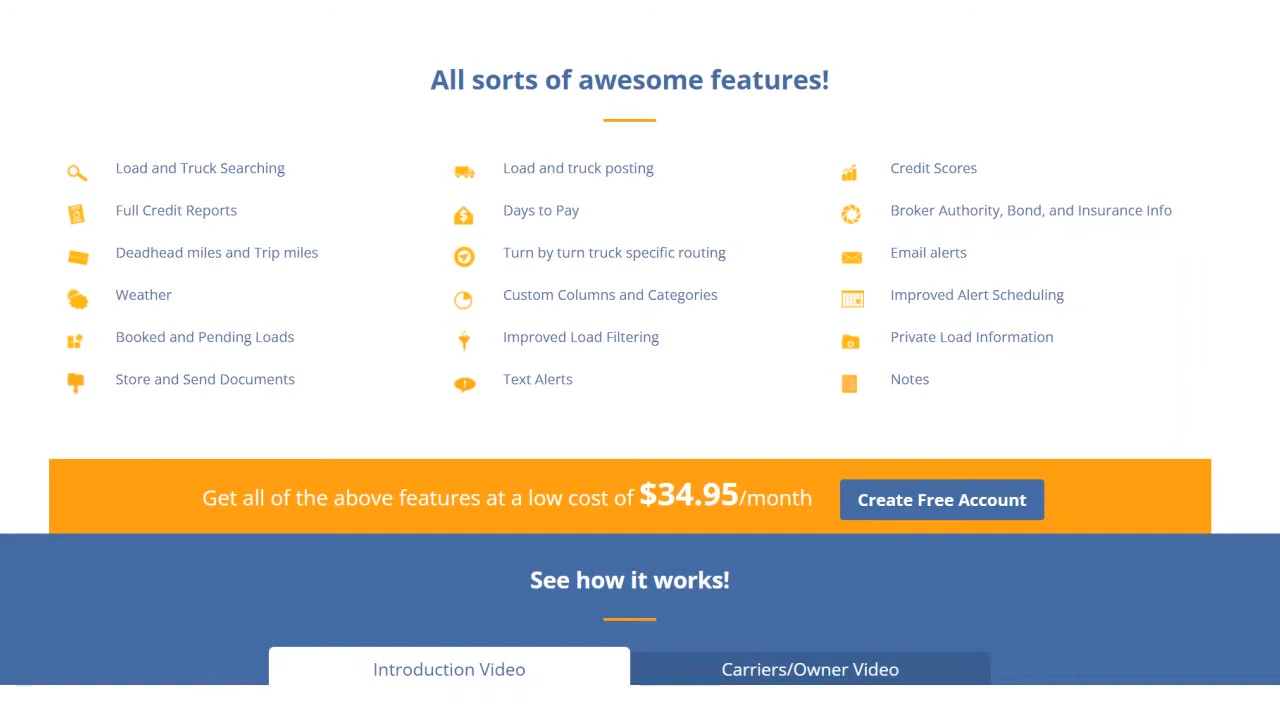 All sorts of awesome features!
Load and Truck Searching
Load and truck posting
Credit Scores
Full Credit Reports
Days to Pay
Broker Authority, Bond, and Insurance Info
Deadhead miles and Trip miles
Turn by turn truck specific routing
Email alerts
Weather
Custom Columns and Categories
Improved Alert Scheduling
Booked and Pending Loads
Improved Load Filtering
Private Load Information
Store and Send Documents
Text Alerts
Notes
Get all of the above features at a low cost of $34.95/month
Create Free Account
See how it works!
Introduction Video
Carriers/Owner Video